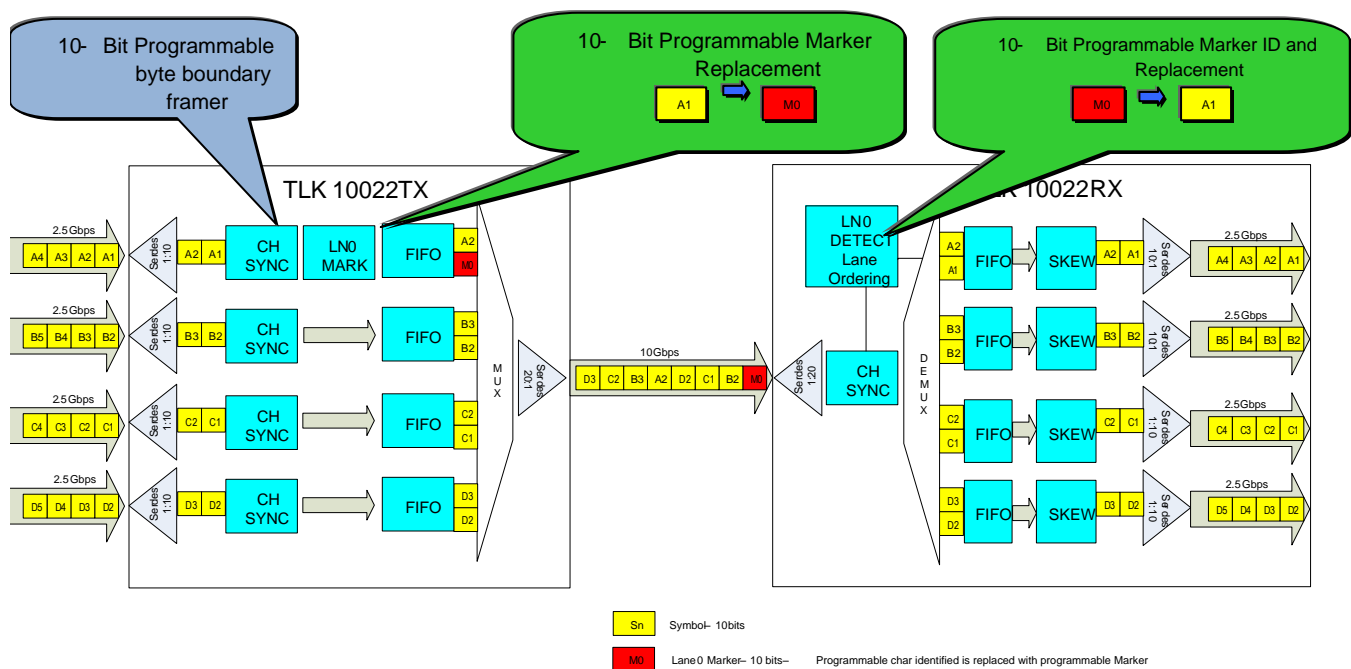 10- Bit Programmable
byte boundary
framer
10- Bit Programmable Marker
Replacement
A1 M0
10- Bit Programmable Marker ID and
Replacement
M0 A1
TLK 10022TX
10022RX
2.5Gbps
A4 A3 A2 A1
Serdes 1:10
A2 A1
CH SYNC
LN0 MARK
FIFO
A2
M0
2.5Gbps
B5 B4 B3 B2
Serdes 1:10
B3 B2
CH SYNC
FIFO
B3
B2
2.5Gbps
C4 C3 C2 C1
Serdes 1:10
C2 C1
CH SYNC
FIFO
C2
C1
2.5Gbps
D5 D4 D3 D2
Serdes 1:10
D3 D2
CH SYNC
FIFO
D3
D2
MUX
Serdes 20:1
10Gbps
D3 C2 B3 A2 D2 C1 B2 M0
Serdes 1:20
LN0
DETECT
Lane
Ordering
CH SYNC
DEMUX
A2
A1
FIFO
SKEW
A2 A1
Serdes 10:1
2.5Gbps
A4 A3 A2 A1
B3
B2
FIFO
SKEW
B3 B2
Serdes 10:1
2.5Gbps
B5 B4 B3 B2
C2
C1
FIFO
SKEW
C2 C1
Serdes 1:10
2.5Gbps
C4 C3 C2 C1
D3
D2
FIFO
SKEW
D3 D2
Serdes 1:10
2.5Gbps
D5 D4 D3 D2
Sn Symbol– 10bits
M0 Lane0 Marker– 10 bits– Programmable char identified is replaced with programmable Marker